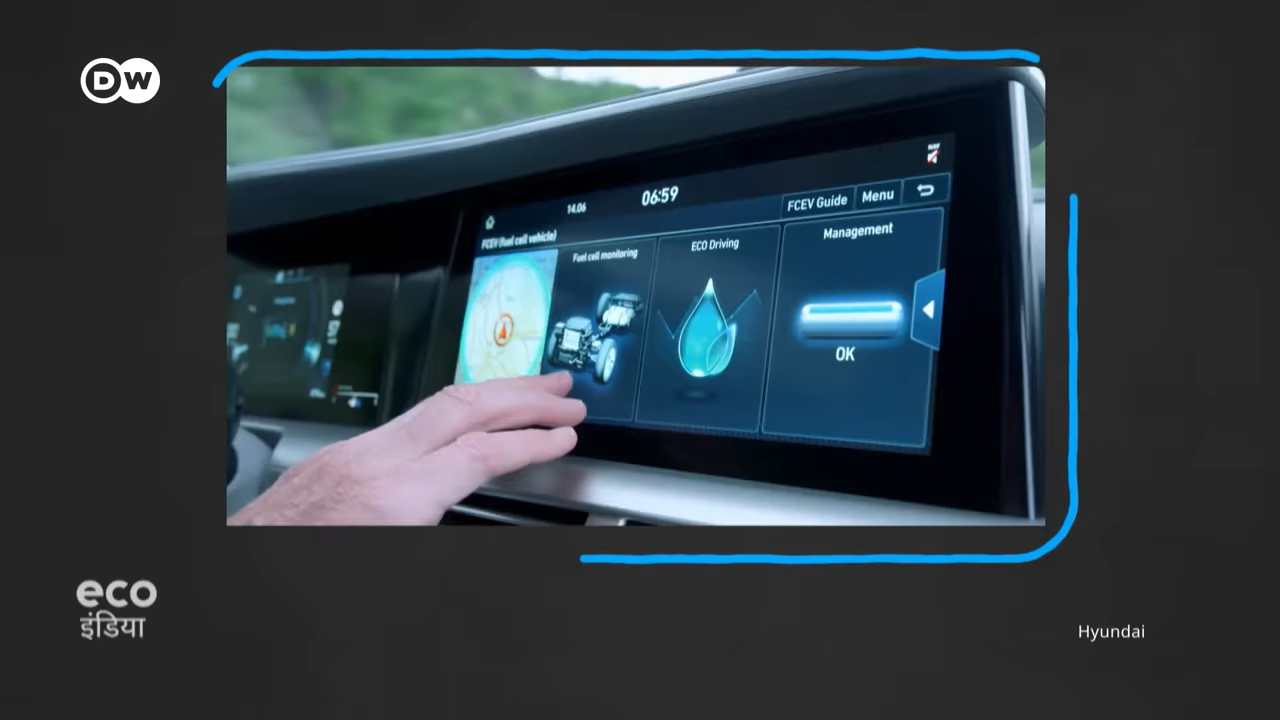 DW
NAV
06:59
14.06
FCEV Guide
Menu
FCEV (fuel cell vehicle)
Fuel cell monitoring
ECO Driving
Management
OK
eco
इंडिया
Hyundai